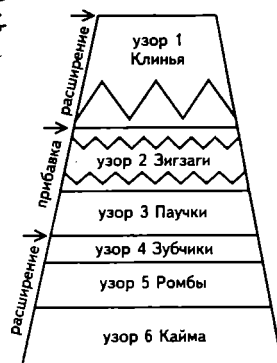 узор 1
Клинья
расширение
узор 2 Зигзаги
прибавка
узор 3 Паучки
узор 4 Зубчики
расширение
узор 5 Ромбы
узор 6 Кайма